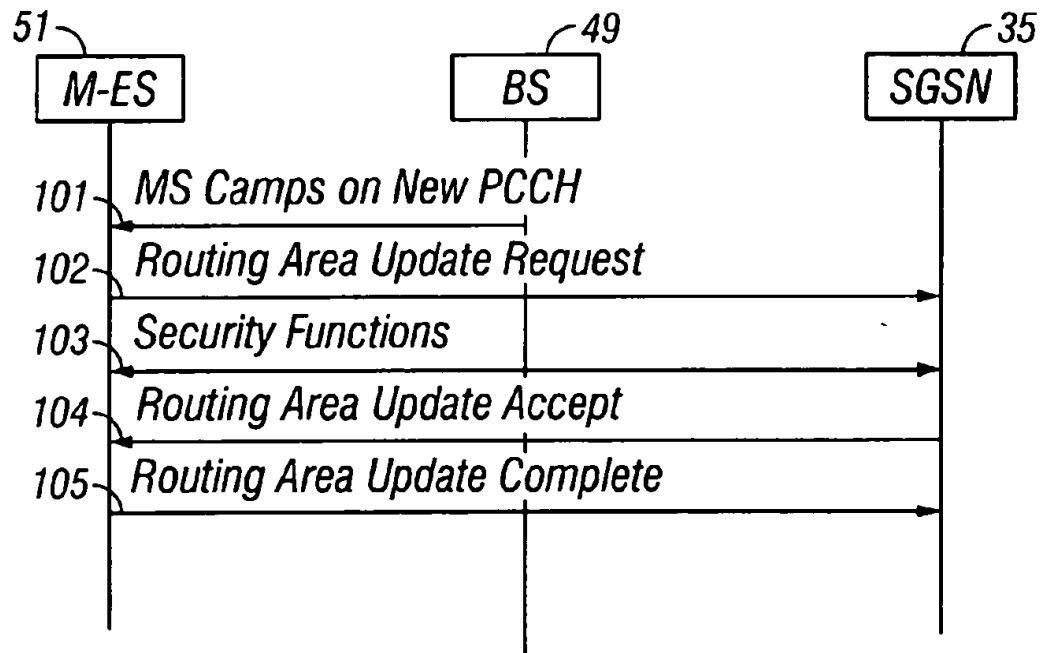 51 49 35
M-ES BS SGSN
101 MS Camps on New PCCH
102 Routing Area Update Request
103 Security Functions
104 Routing Area Update Accept
105 Routing Area Update Complete